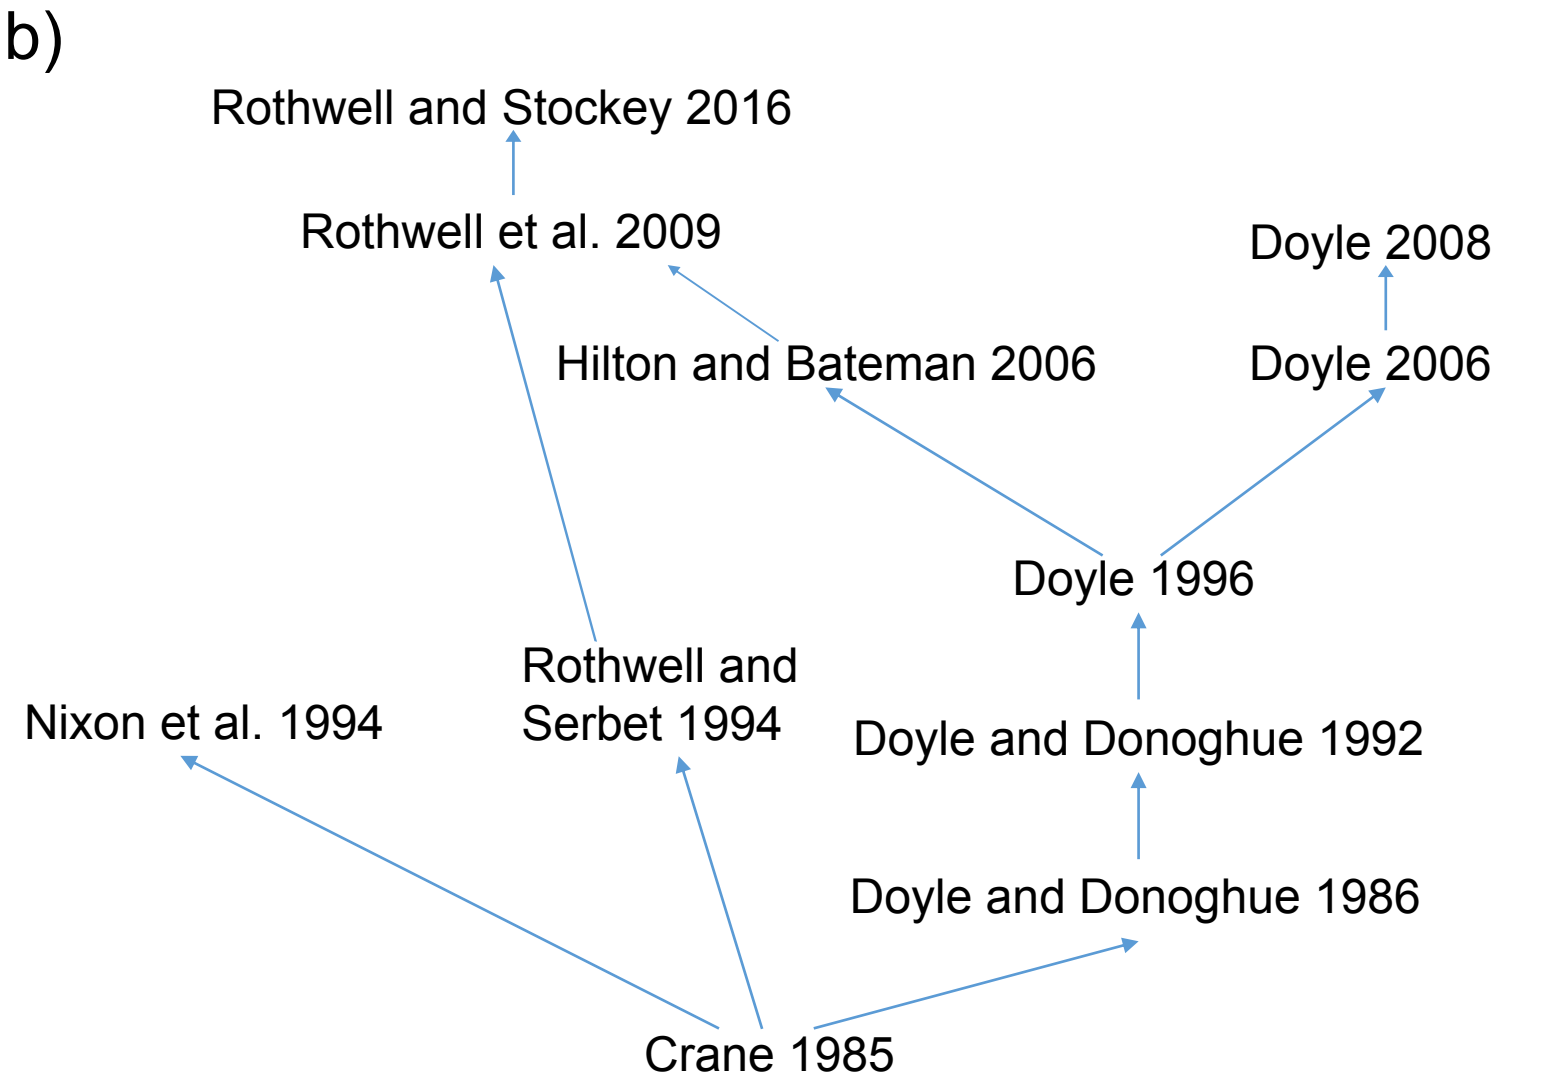 b)
Rothwell and Stockey 2016
Rothwell et al. 2009
Doyle 2008
Hilton and Bateman 2006
Doyle 2006
Doyle 1996
Rothwell and
Serbet 1994
Nixon et al. 1994
Doyle and Donoghue 1992
Doyle and Donoghue 1986
Crane 1985